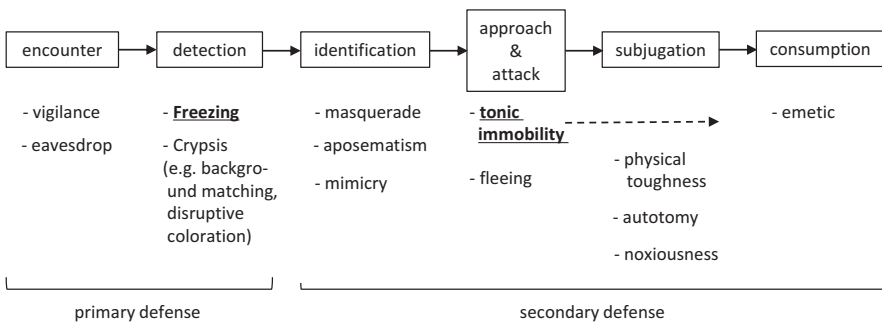 encounter
detection
identification
approach
&
attack
subjugation
consumption
- vigilance
- eavesdrop
- Freezing
- Crypsis
(e.g. backgro-
und matching,
disruptive
coloration)
- masquerade
- aposematism
- mimicry
- tonic
immobility
- fleeing
- physical
toughness
- autotomy
- noxiousness
- emetic
primary defense
secondary defense